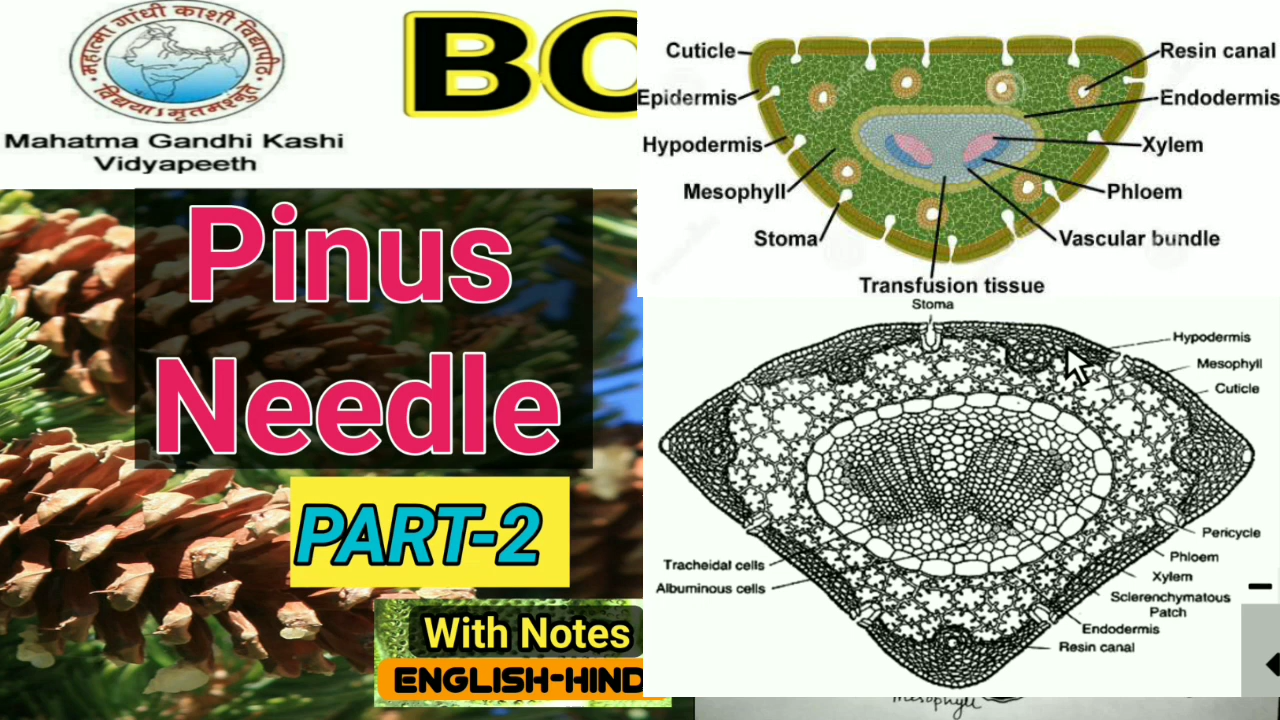 महात्मा गांधी काशी विद्यापीठ
विद्ययाऽमृतमश्नुते
Mahatma Gandhi Kashi
Vidyapeeth
BO
Pinus
Needle
PART-2
With Notes
ENGLISH-HIND
Cuticle
Epidermis
Hypodermis
Mesophyll
Stoma
Transfusion tissue
Resin canal
Endodermis
Xylem
Phloem
Vascular bundle
Stoma
Hypodermis
Mesophyll
Cuticle
Tracheidal cells
Albuminous cells
Pericycle
Phloem
Xylem
Sclerenchymatous
Patch
Endodermis
Resin canal
mesophyll